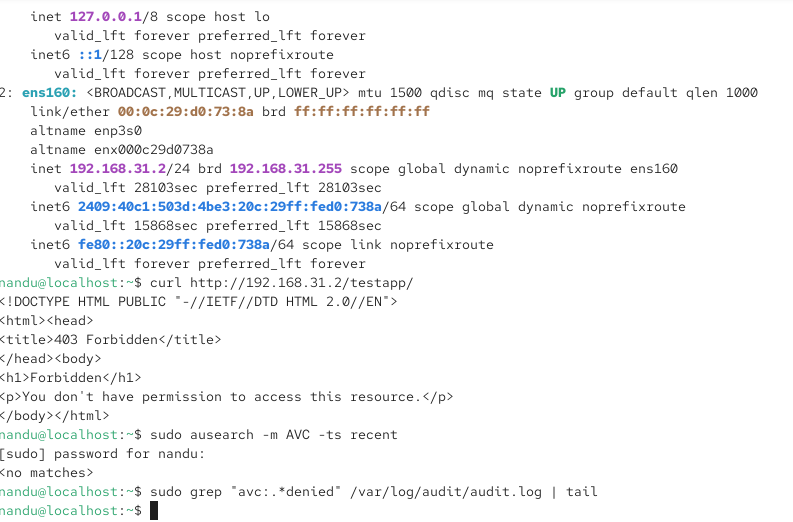 inet 127.0.0.1/8 scope host lo
valid_lft forever preferred_lft forever
inet6 ::1/128 scope host noprefixroute
valid_lft forever preferred_lft forever
2: ens160: <BROADCAST,MULTICAST,UP,LOWER_UP> mtu 1500 qdisc mq state UP group default qlen 1000
link/ether 00:0c:29:d0:73:8a brd ff:ff:ff:ff:ff:ff
altname enp3s0
altname enx000c29d0738a
inet 192.168.31.2/24 brd 192.168.31.255 scope global dynamic noprefixroute ens160
valid_lft 28103sec preferred_lft 28103sec
inet6 2409:40c1:503d:4be3:20c:29ff:fed0:738a/64 scope global dynamic noprefixroute
valid_lft 15868sec preferred_lft 15868sec
inet6 fe80::20c:29ff:fed0:738a/64 scope link noprefixroute
valid_lft forever preferred_lft forever
nandu@localhost:~$ curl http://192.168.31.2/testapp/
<!DOCTYPE HTML PUBLIC "-//IETF//DTD HTML 2.0//EN">
<html><head>
<title>403 Forbidden</title>
</head><body>
<h1>Forbidden</h1>
<p>You don't have permission to access this resource.</p>
</body></html>
nandu@localhost:~$ sudo ausearch -m AVC -ts recent
[sudo] password for nandu:
<no matches>
nandu@localhost:~$ sudo grep "avc:.*denied" /var/log/audit/audit.log | tail
nandu@localhost:~$